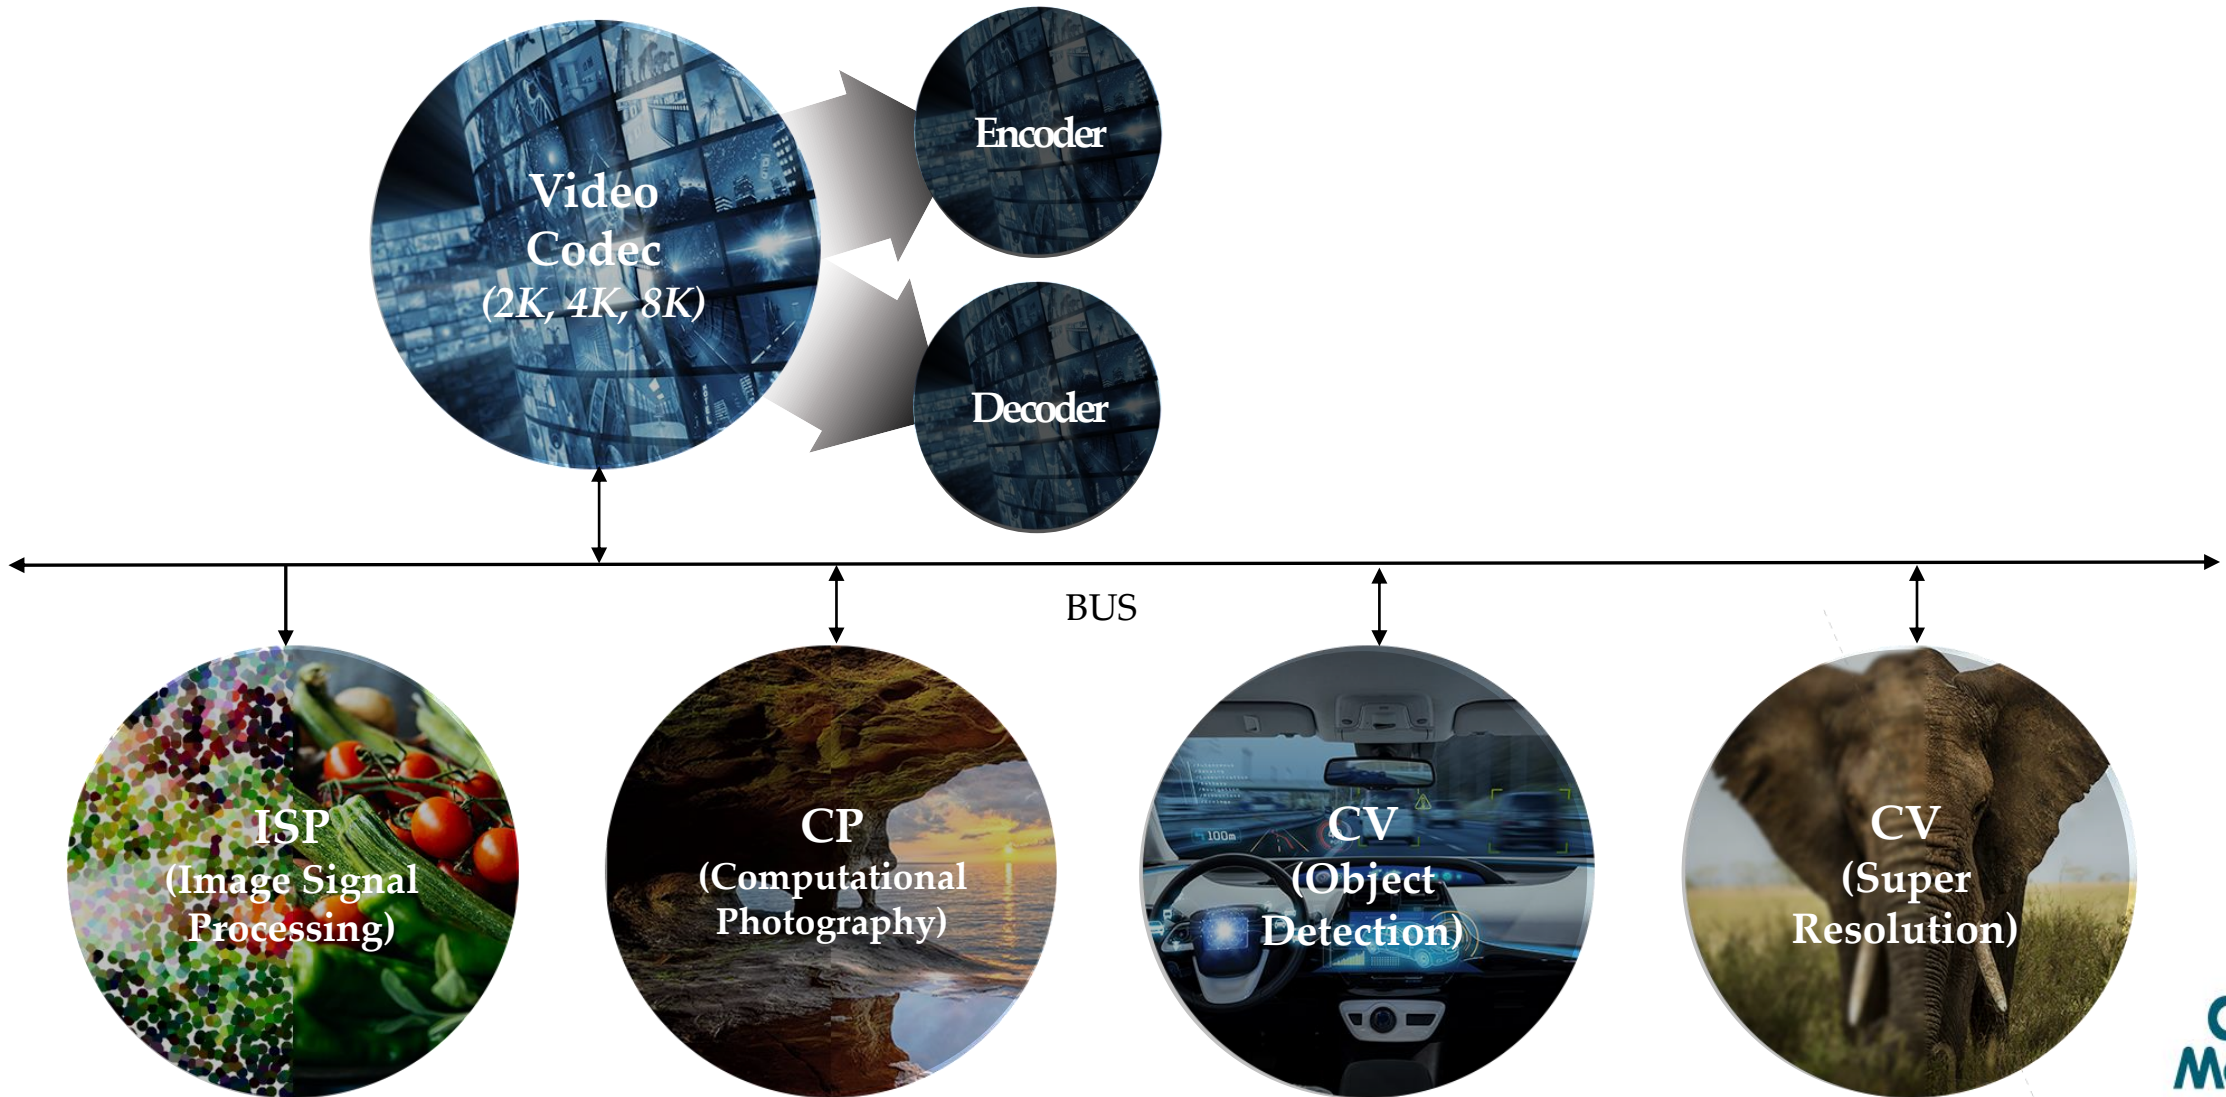 Video
Codec
(2K, 4K, 8K)
Encoder
Decoder
BUS
ISP
(Image Signal
Processing)
CP
(Computational
Photography)
100m
CV
(Object
Detection)
CV
(Super
Resolution)